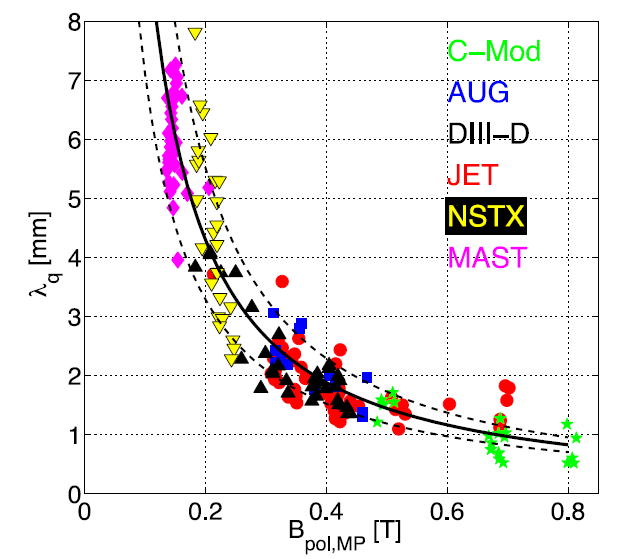 8
7
6
5
4
3
2
1
0
λq [mm]
C-Mod
AUG
DIII-D
JET
NSTX
MAST
0 0.2 0.4 0.6 0.8
Bpol,MP [T]